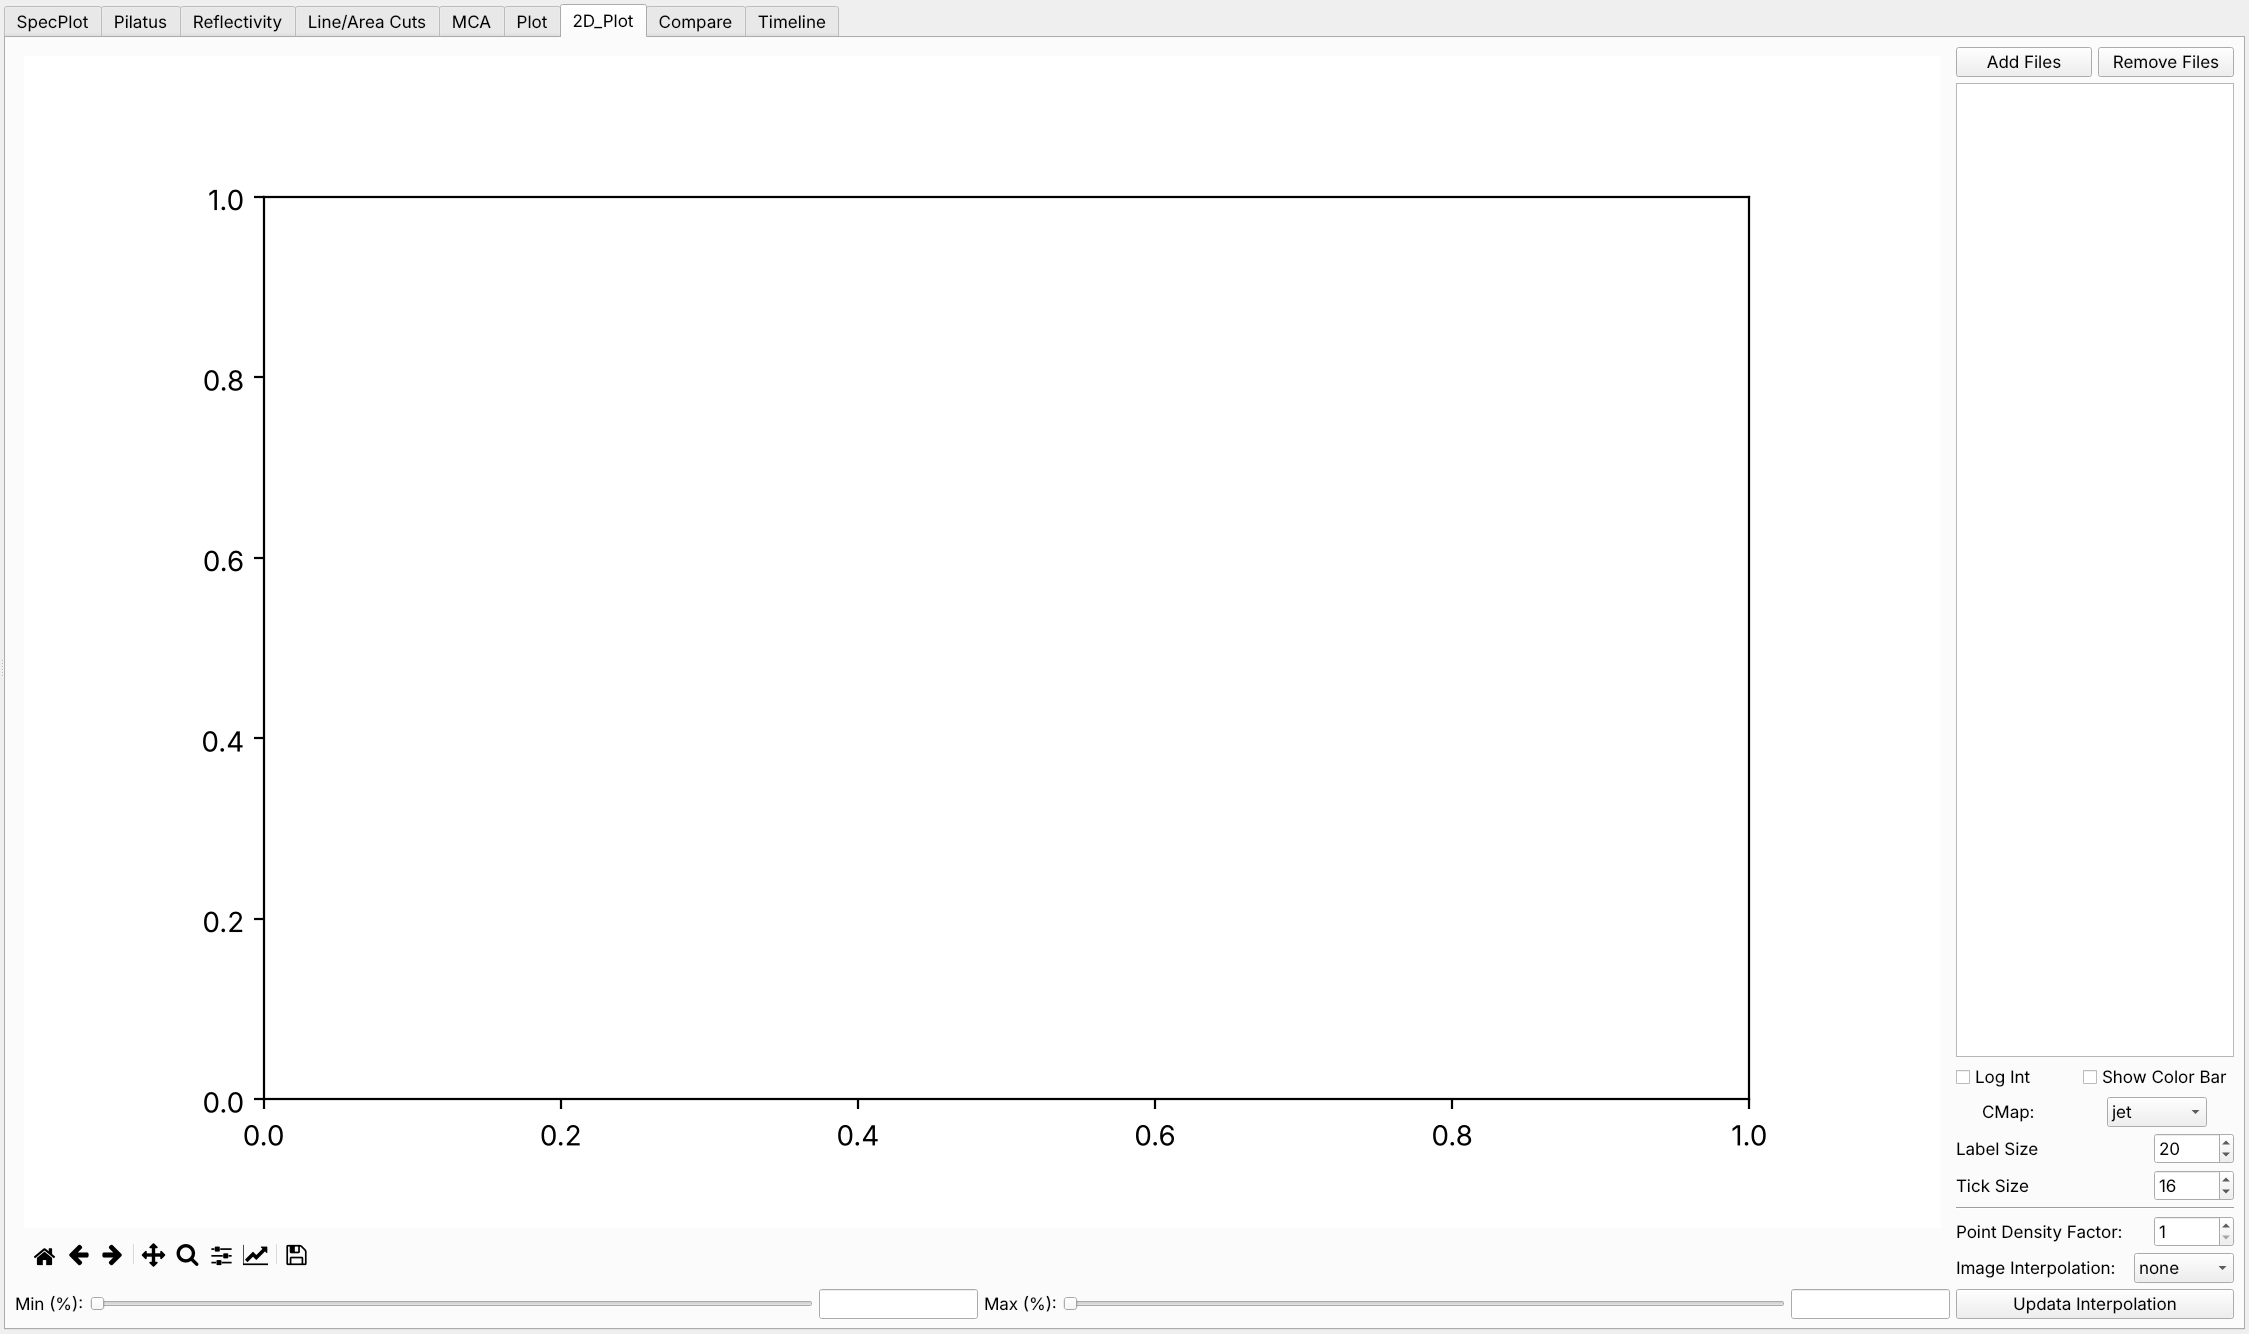 SpecPlot Pilatus Reflectivity Line/Area Cuts MCA Plot 2D_Plot Compare Timeline
Add Files Remove Files
1.0
0.8
0.6
0.4
0.2
0.0
0.0 0.2 0.4 0.6 0.8 1.0
Log Int Show Color Bar
CMap: jet
Label Size 20
Tick Size 16
Point Density Factor: 1
Image Interpolation: none
Min (%): Max (%): Updata Interpolation